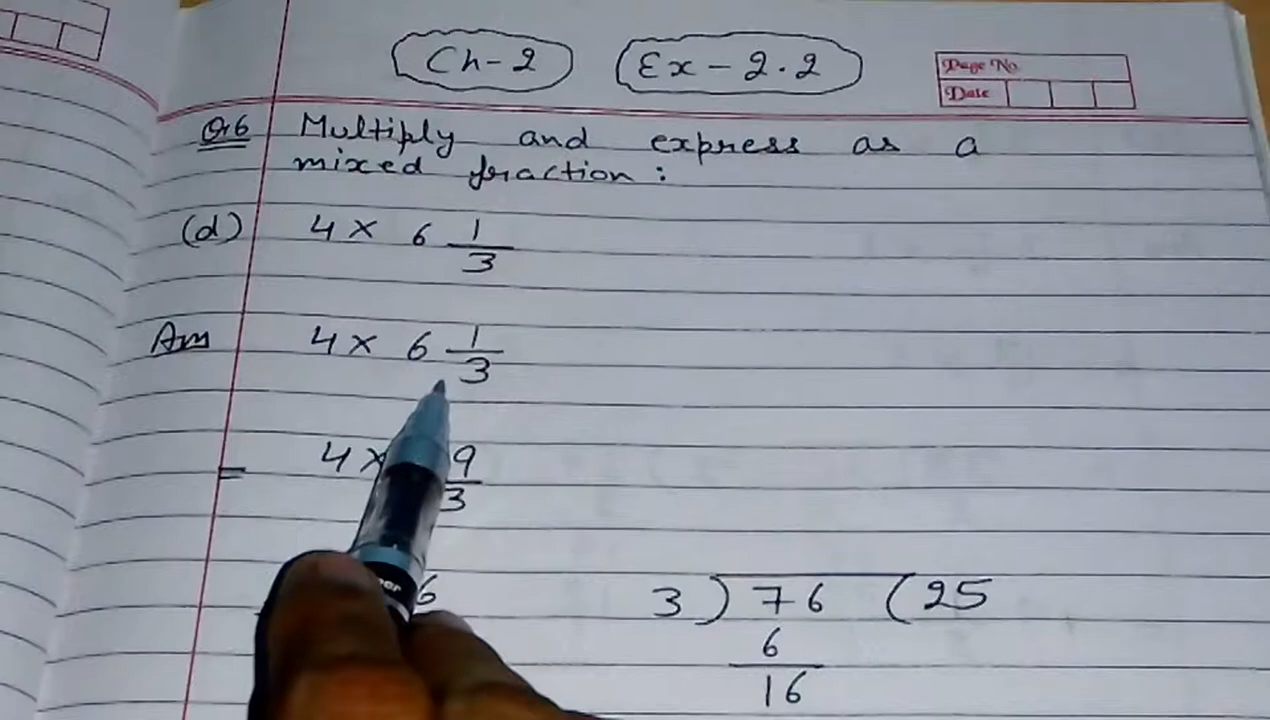 Ch-2 Ex-2.2
Page No.
Date
Q.6 Multiply and express as a
mixed fraction:
(d) 4 × 6 1/3
Ans 4 × 6 1/3
= 4 × 9/3
6
3 ) 76 ( 25
6
16